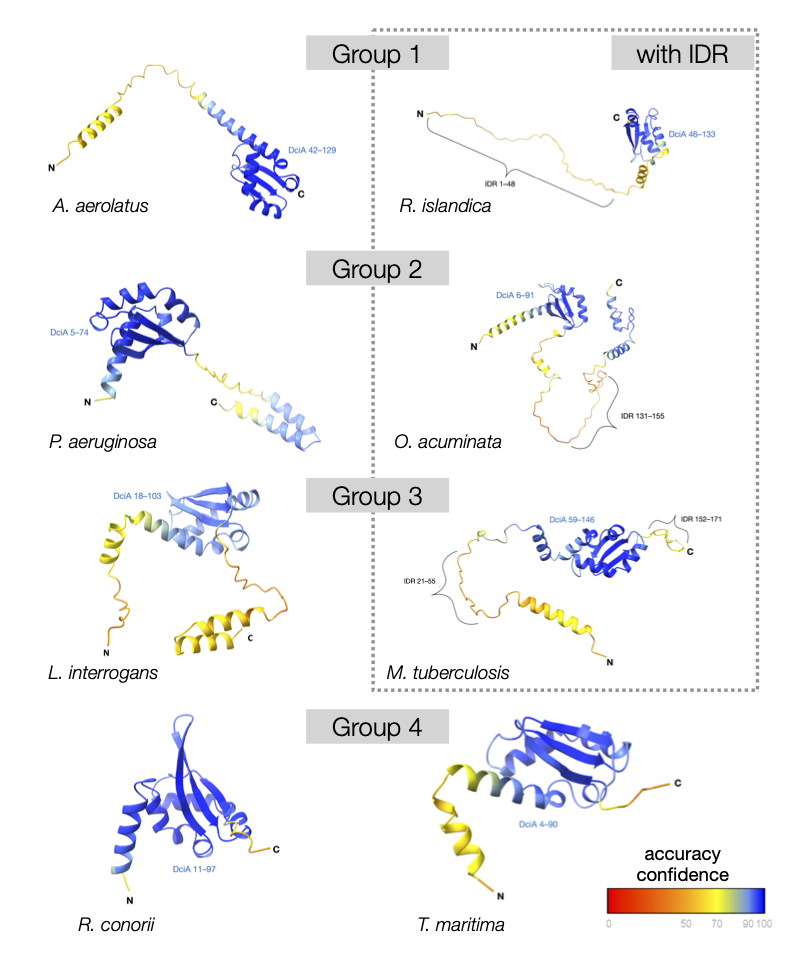 Group 1
with IDR
N
DciA 42–129
C
A. aerolatus
N
C
DciA 46–133
IDR 1–48
R. islandica
Group 2
DciA 5–74
N
C
P. aeruginosa
DciA 6–91
C
N
IDR 131–155
O. acuminata
Group 3
DciA 18–103
N
C
L. interrogans
DciA 59–146
IDR 152–171
C
IDR 21–55
N
M. tuberculosis
Group 4
DciA 11–97
C
N
R. conorii
C
DciA 4–90
N
T. maritima
accuracy
confidence
0 50 70 90 100